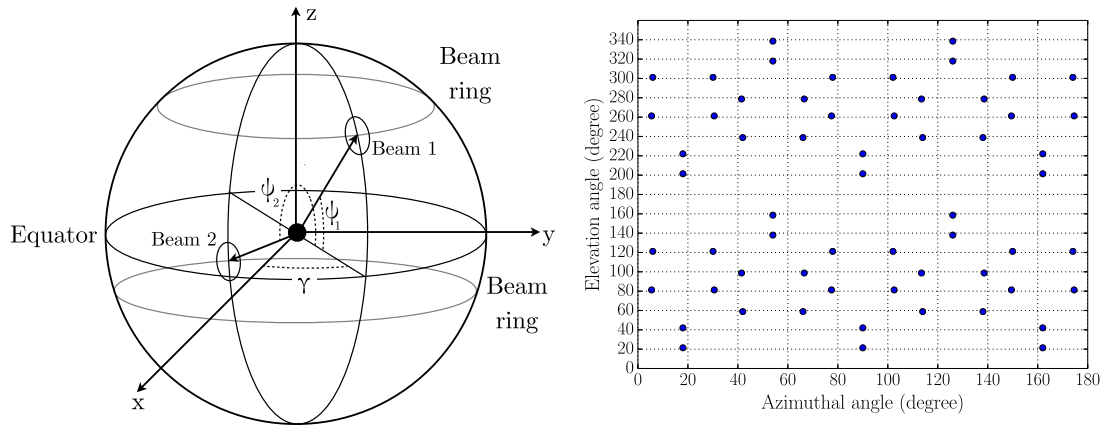 z
Beam
ring
Beam 1
ψ2
ψ1
Equator
y
Beam 2
γ
Beam
ring
x
Elevation angle (degree)
340
320
300
280
260
240
220
200
180
160
140
120
100
80
60
40
20
0
0 20 40 60 80 100 120 140 160 180
Azimuthal angle (degree)